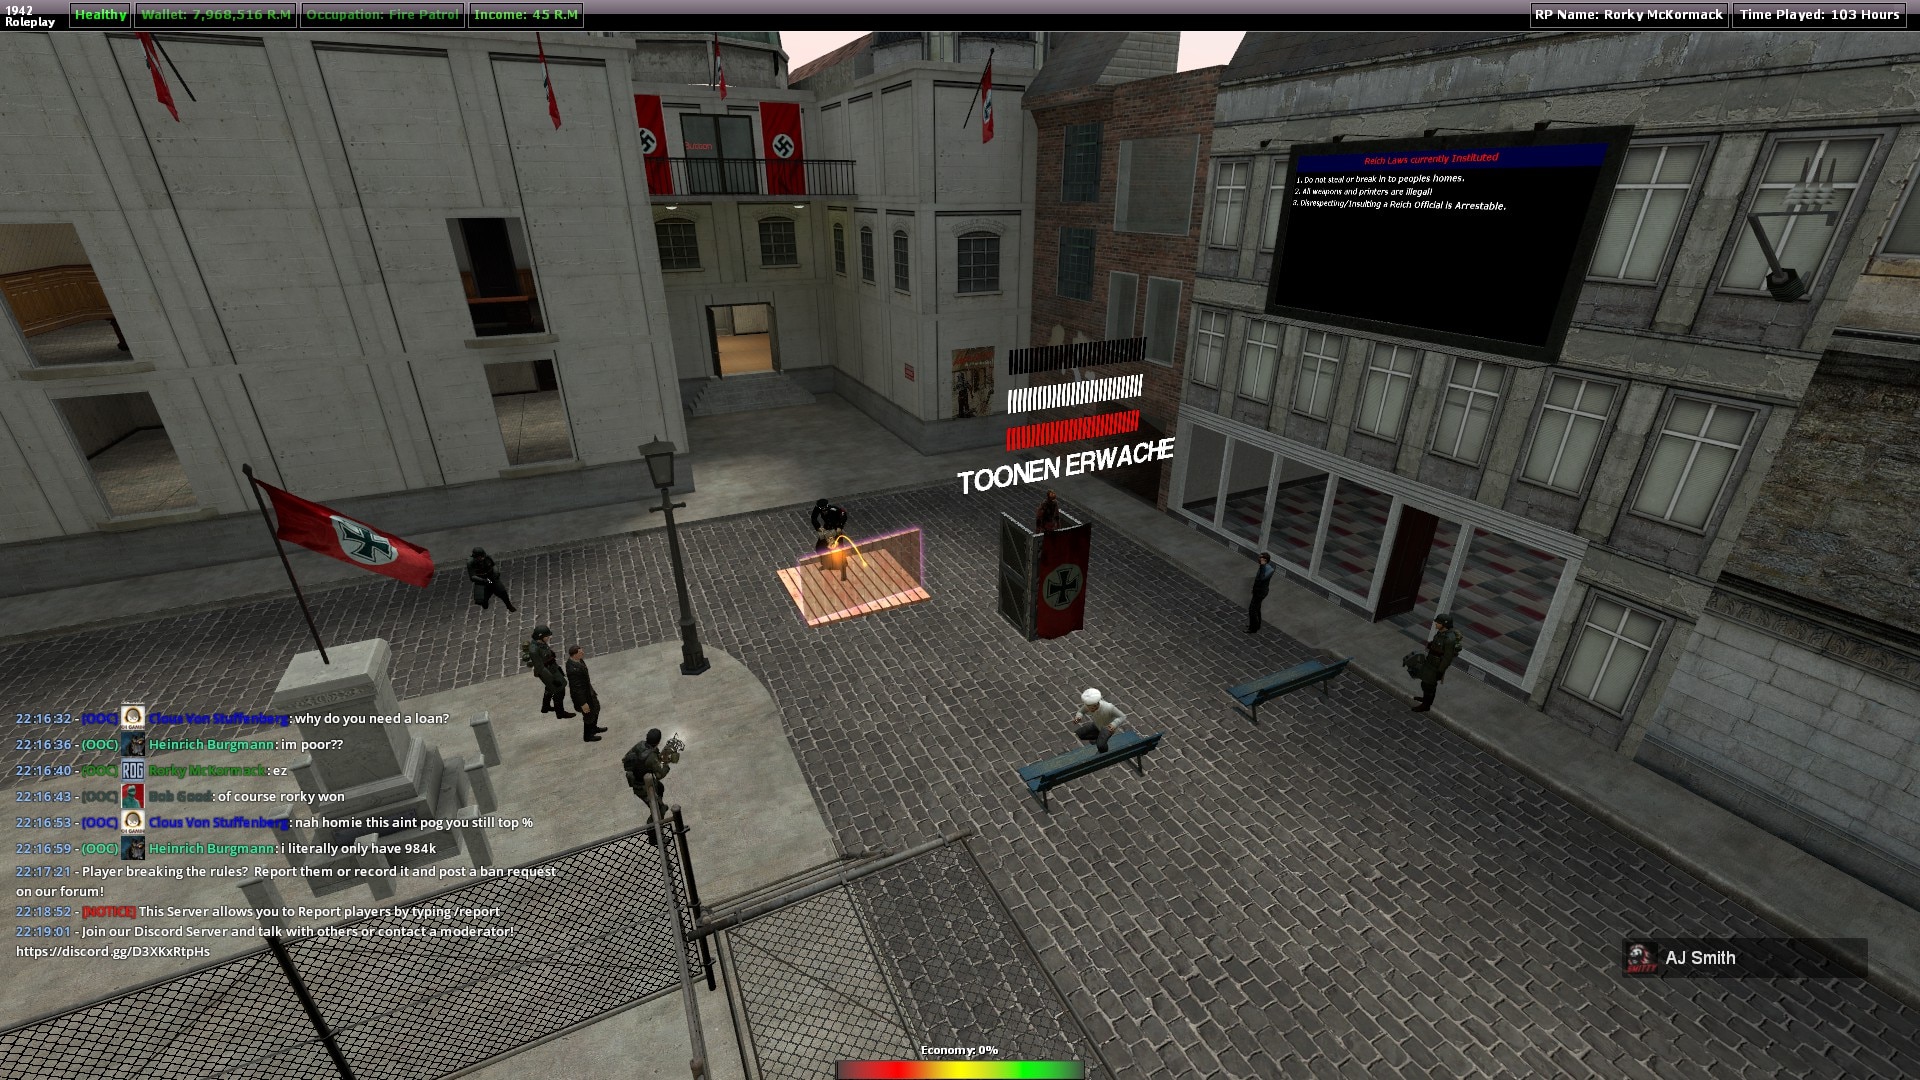 1942
Roleplay
Healthy
Wallet: 7,968,516 R.M
Occupation: Fire Patrol
Income: 45 R.M
RP Name: Rorky McKormack
Time Played: 103 Hours
Button
Reich Laws currently Instituted
1. Do not steal or break in to peoples homes.
2. All weapons and printers are illegal!
3. Disrespecting/Insulting a Reich Official is Arrestable.
TOONEN ERWACHE
22:16:32 - (OOC) Claus Von Stuffenberg: why do you need a loan?
22:16:36 - (OOC) Heinrich Burgmann: im poor??
22:16:40 - (OOC) ROG Rorky McKormack: ez
22:16:43 - (OOC) Bob Good: of course rorky won
22:16:53 - (OOC) Claus Von Stuffenberg: nah homie this aint pog you still top %
22:16:59 - (OOC) Heinrich Burgmann: i literally only have 984k
22:17:21 - Player breaking the rules? Report them or record it and post a ban request
on our forum!
22:18:52 - [NOTICE] This Server allows you to Report players by typing /report
22:19:01 - Join our Discord Server and talk with others or contact a moderator!
https://discord.gg/D3XKxRtpHs
SMITTY
AJ Smith
Economy: 0%